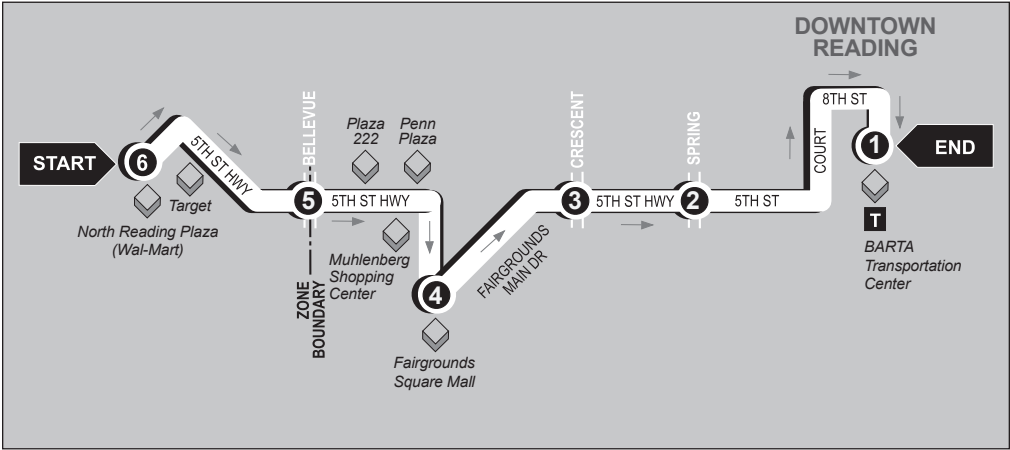 DOWNTOWN
READING
8TH ST
COURT
1
END
T
BARTA
Transportation
Center
START
6
5TH ST HWY
Target
North Reading Plaza
(Wal-Mart)
BELLEVUE
5
ZONE
BOUNDARY
Plaza
222
Penn
Plaza
5TH ST HWY
Muhlenberg
Shopping
Center
4
Fairgrounds
Square Mall
FAIRGROUNDS
MAIN DR
CRESCENT
3
5TH ST HWY
SPRING
2
5TH ST